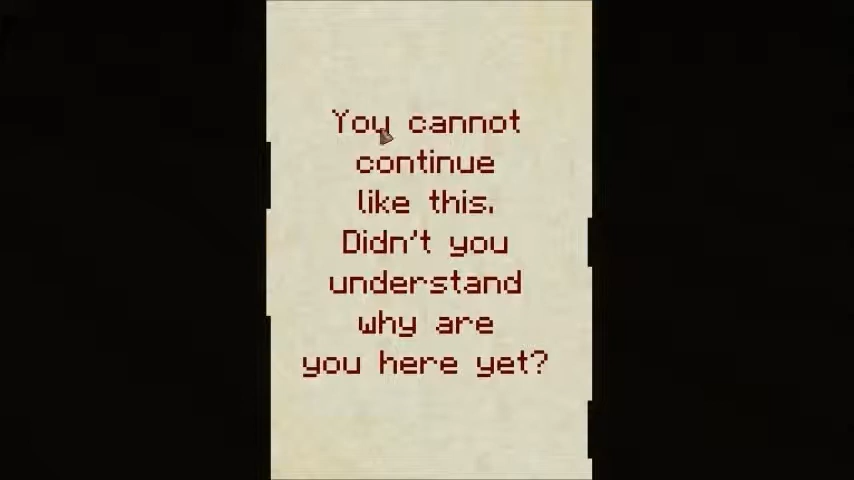 You cannot
continue
like this.
Didn't you
understand
why are
you here yet?